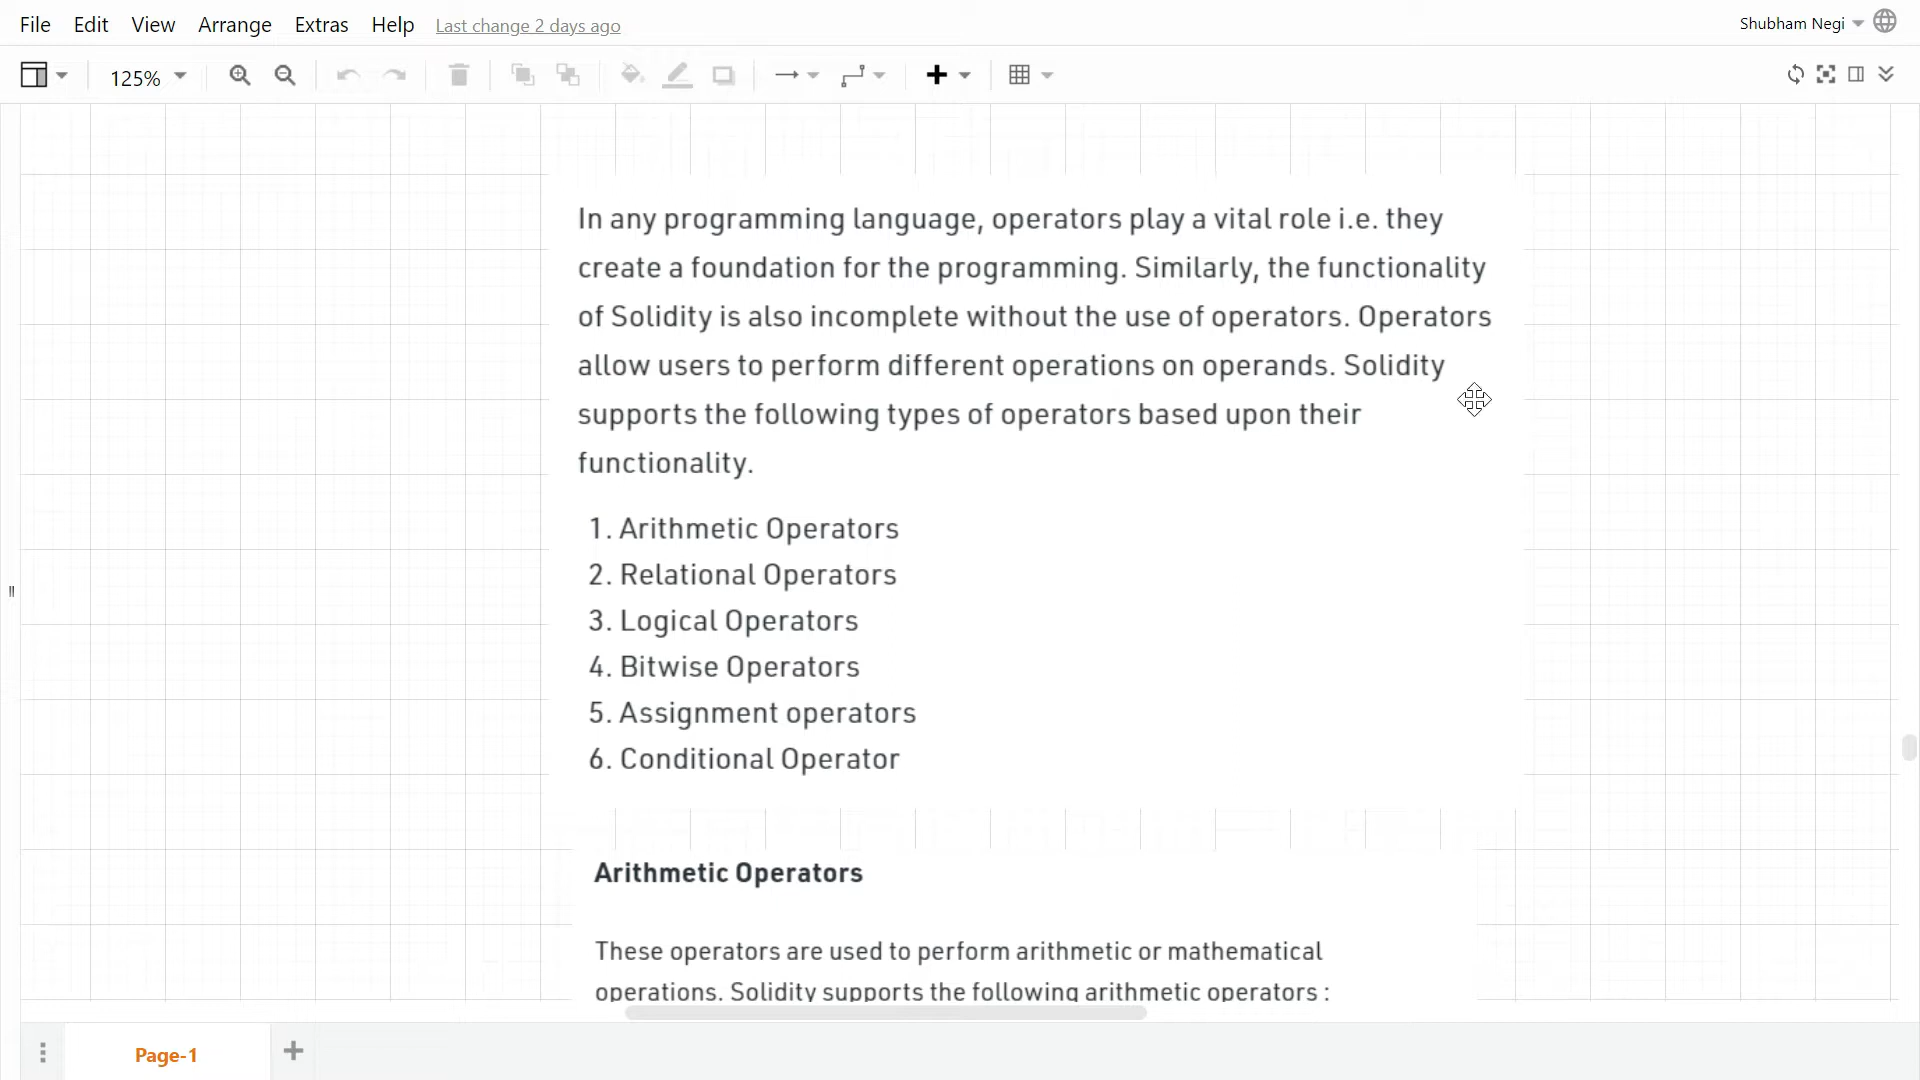 File Edit View Arrange Extras Help Last change 2 days ago Shubham Negi
125%
In any programming language, operators play a vital role i.e. they
create a foundation for the programming. Similarly, the functionality
of Solidity is also incomplete without the use of operators. Operators
allow users to perform different operations on operands. Solidity
supports the following types of operators based upon their
functionality.
1. Arithmetic Operators
2. Relational Operators
3. Logical Operators
4. Bitwise Operators
5. Assignment operators
6. Conditional Operator
Arithmetic Operators
These operators are used to perform arithmetic or mathematical
operations. Solidity supports the following arithmetic operators :
Page-1